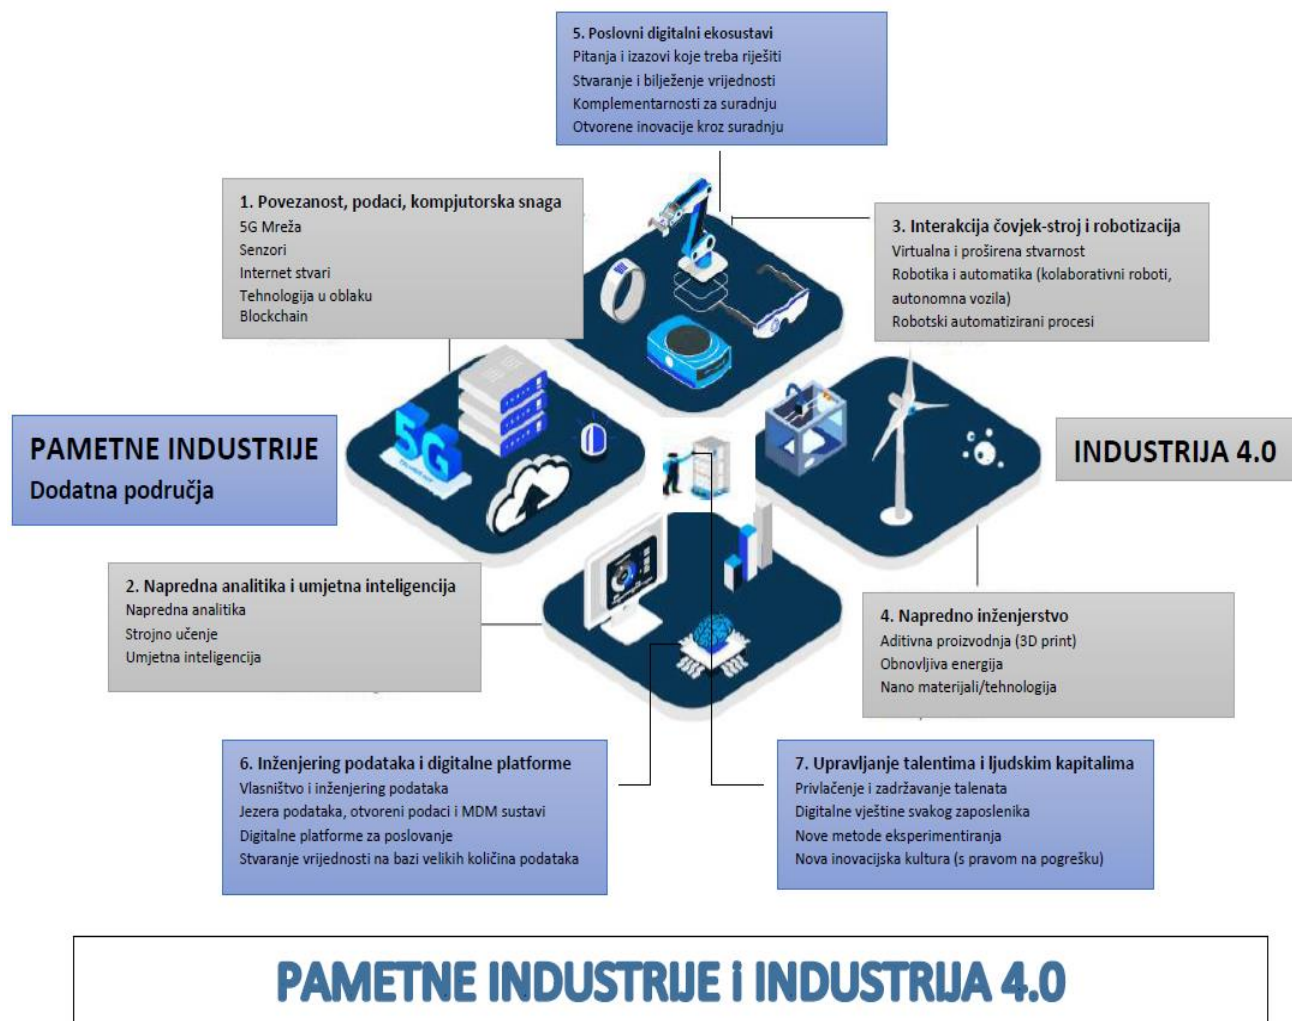 5. Poslovni digitalni ekosustavi
Pitanja i izazovi koje treba riješiti
Stvaranje i bilježenje vrijednosti
Komplementarnosti za suradnju
Otvorene inovacije kroz suradnju
1. Povezanost, podaci, kompjutorska snaga
5G Mreža
Senzori
Internet stvari
Tehnologija u oblaku
Blockchain
3. Interakcija čovjek-stroj i robotizacija
Virtualna i proširena stvarnost
Robotika i automatika (kolaborativni roboti,
autonomna vozila)
Robotski automatizirani procesi
PAMETNE INDUSTRIJE
Dodatna područja
5G
INDUSTRIJA 4.0
2. Napredna analitika i umjetna inteligencija
Napredna analitika
Strojno učenje
Umjetna inteligencija
4. Napredno inženjerstvo
Aditivna proizvodnja (3D print)
Obnovljiva energija
Nano materijali/tehnologija
6. Inženjering podataka i digitalne platforme
Vlasništvo i inženjering podataka
Jezera podataka, otvoreni podaci i MDM sustavi
Digitalne platforme za poslovanje
Stvaranje vrijednosti na bazi velikih količina podataka
7. Upravljanje talentima i ljudskim kapitalima
Privlačenje i zadržavanje talenata
Digitalne vještine svakog zaposlenika
Nove metode eksperimentiranja
Nova inovacijska kultura (s pravom na pogrešku)
PAMETNE INDUSTRIJE i INDUSTRIJA 4.0